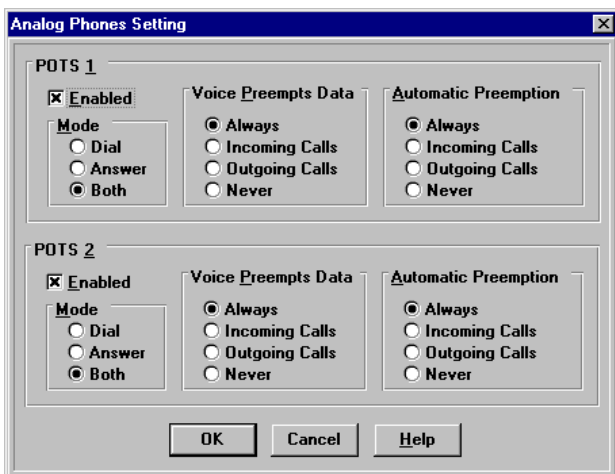 Analog Phones Setting
POTS 1
Enabled
Mode
Dial
Answer
Both
Voice Preempts Data
Always
Incoming Calls
Outgoing Calls
Never
Automatic Preemption
Always
Incoming Calls
Outgoing Calls
Never
POTS 2
Enabled
Mode
Dial
Answer
Both
Voice Preempts Data
Always
Incoming Calls
Outgoing Calls
Never
Automatic Preemption
Always
Incoming Calls
Outgoing Calls
Never
OK
Cancel
Help